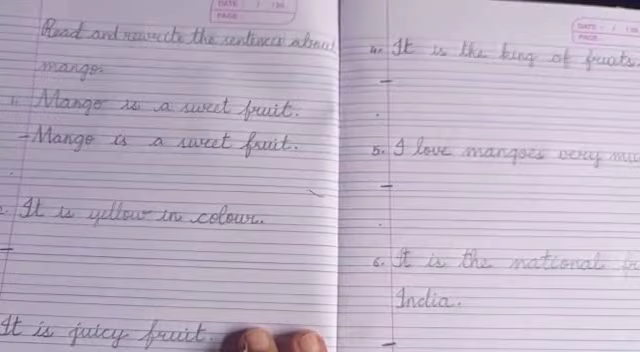 DATE: / /20
PAGE:
Read and rewrite the sentences about
mango.
1. Mango is a sweet fruit.
- Mango is a sweet fruit.
2. It is yellow in colour.
-
It is juicy fruit.
DATE: / /20
PAGE:
4. It is the king of fruits.
-
5. I love mangoes very
-
6. It is the national
India.
-